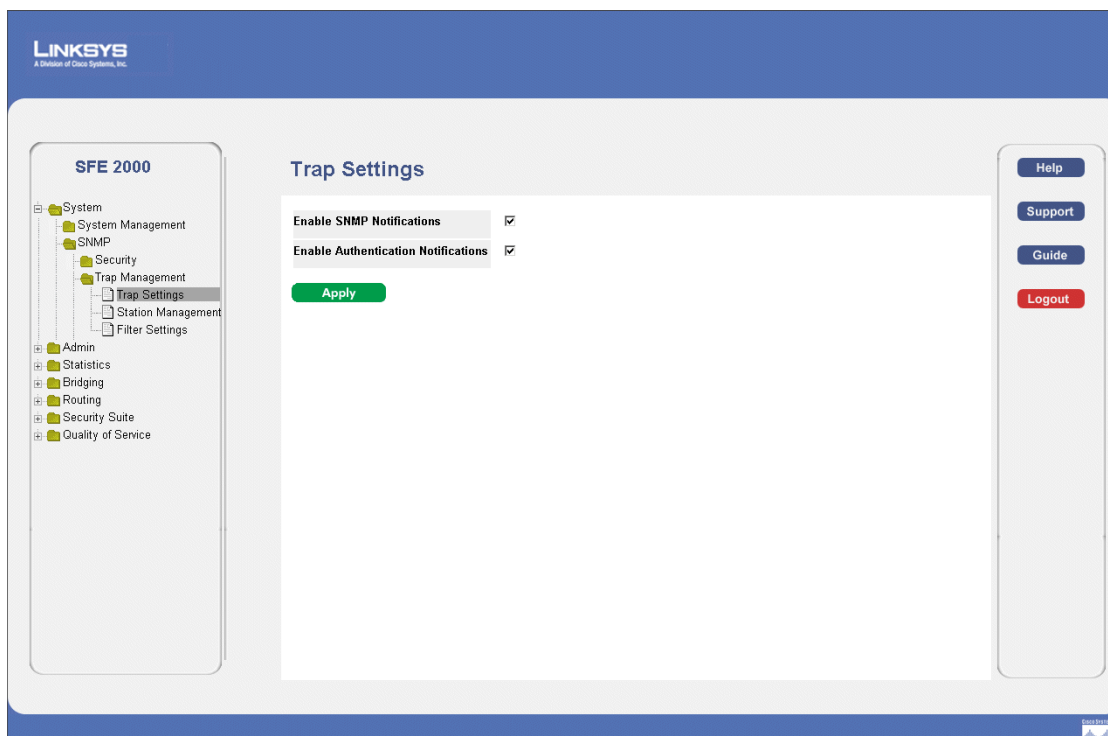 LINKSYS
A Division of Cisco Systems, Inc.
SFE 2000
System
System Management
SNMP
Security
Trap Management
Trap Settings
Station Management
Filter Settings
Admin
Statistics
Bridging
Routing
Security Suite
Quality of Service
Trap Settings
Enable SNMP Notifications
Enable Authentication Notifications
Apply
Help
Support
Guide
Logout